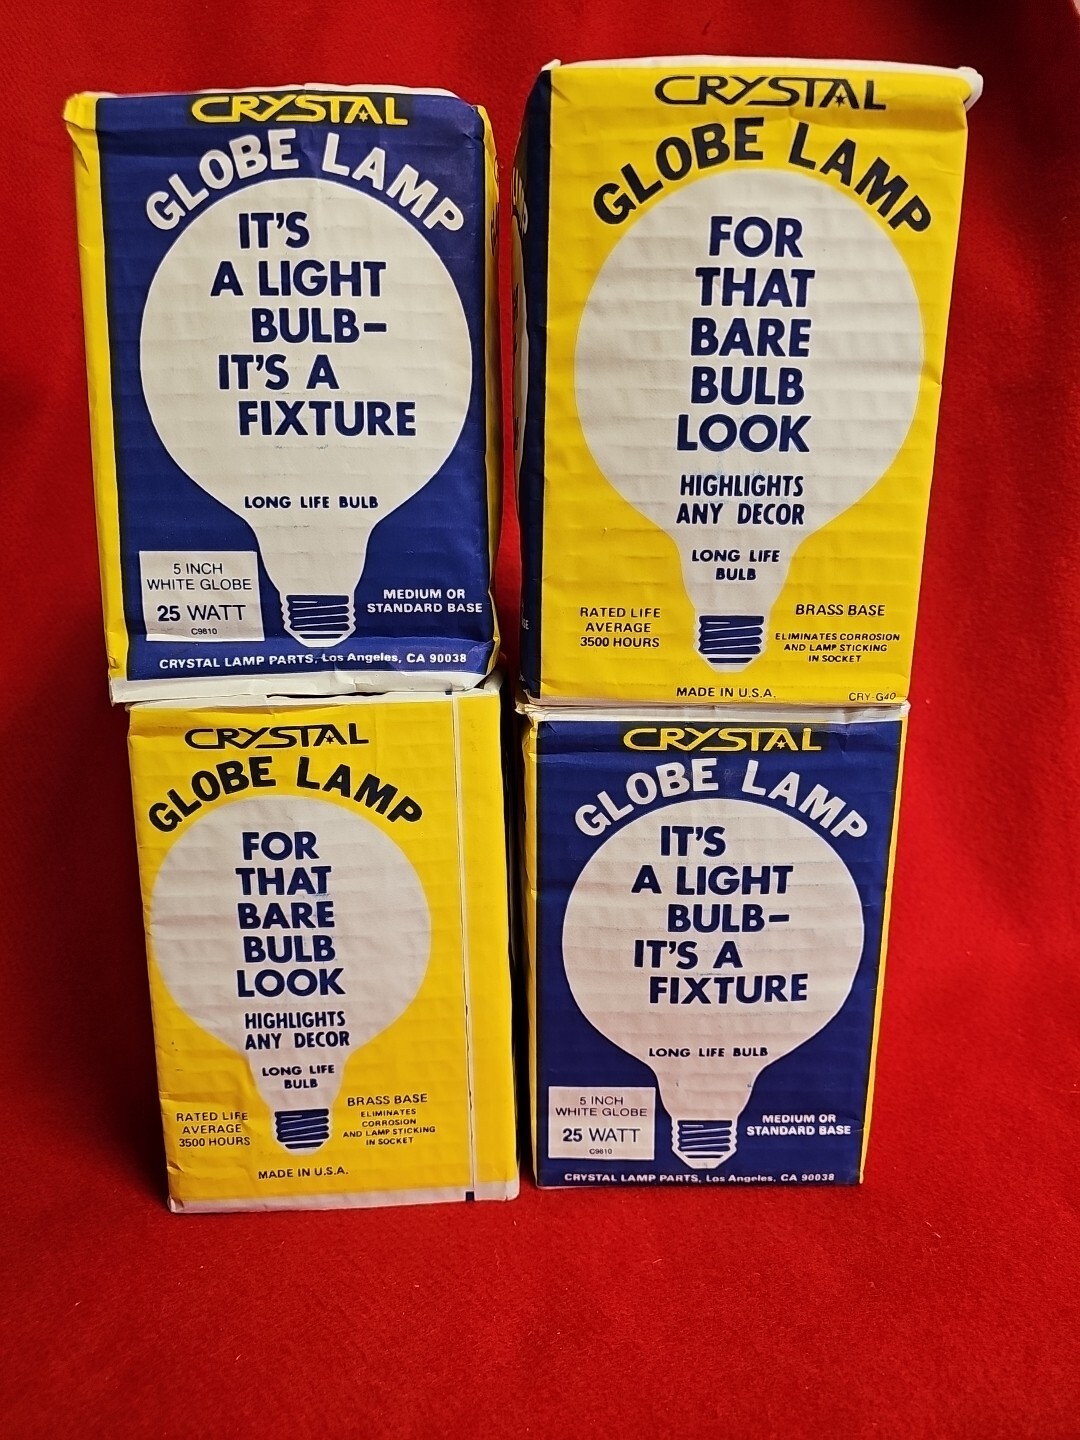 CRYSTAL
GLOBE LAMP
IT'S
A LIGHT
BULB-
IT'S A
FIXTURE
LONG LIFE BULB
5 INCH
WHITE GLOBE
25 WATT
C9810
MEDIUM OR
STANDARD BASE
CRYSTAL LAMP PARTS, Los Angeles, CA 90038
CRYSTAL
GLOBE LAMP
FOR
THAT
BARE
BULB
LOOK
HIGHLIGHTS
ANY DECOR
LONG LIFE
BULB
RATED LIFE
AVERAGE
3500 HOURS
BRASS BASE
ELIMINATES CORROSION
AND LAMP STICKING
IN SOCKET
MADE IN U.S.A.
CRY-G40
CRYSTAL
GLOBE LAMP
FOR
THAT
BARE
BULB
LOOK
HIGHLIGHTS
ANY DECOR
LONG LIFE
BULB
RATED LIFE
AVERAGE
3500 HOURS
BRASS BASE
ELIMINATES
CORROSION
AND LAMP STICKING
IN SOCKET
MADE IN U.S.A.
CRYSTAL
GLOBE LAMP
IT'S
A LIGHT
BULB-
IT'S A
FIXTURE
LONG LIFE BULB
5 INCH
WHITE GLOBE
25 WATT
C9810
MEDIUM OR
STANDARD BASE
CRYSTAL LAMP PARTS, Los Angeles, CA 90038